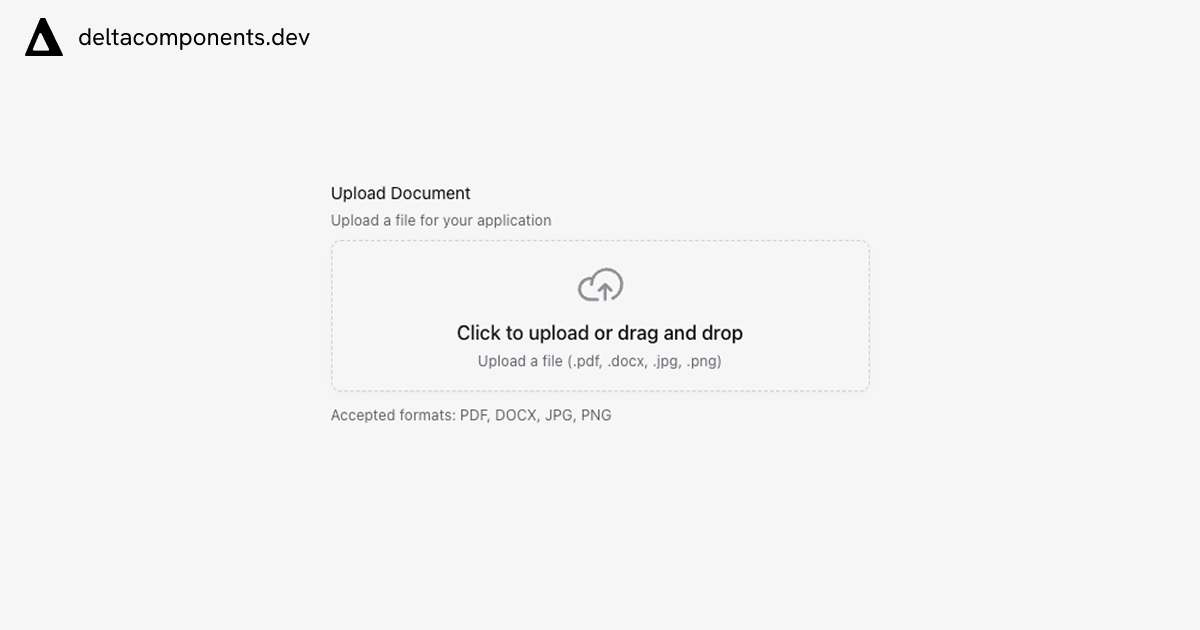 deltacomponents.dev
Upload Document
Upload a file for your application
Click to upload or drag and drop
Upload a file (.pdf, .docx, .jpg, .png)
Accepted formats: PDF, DOCX, JPG, PNG